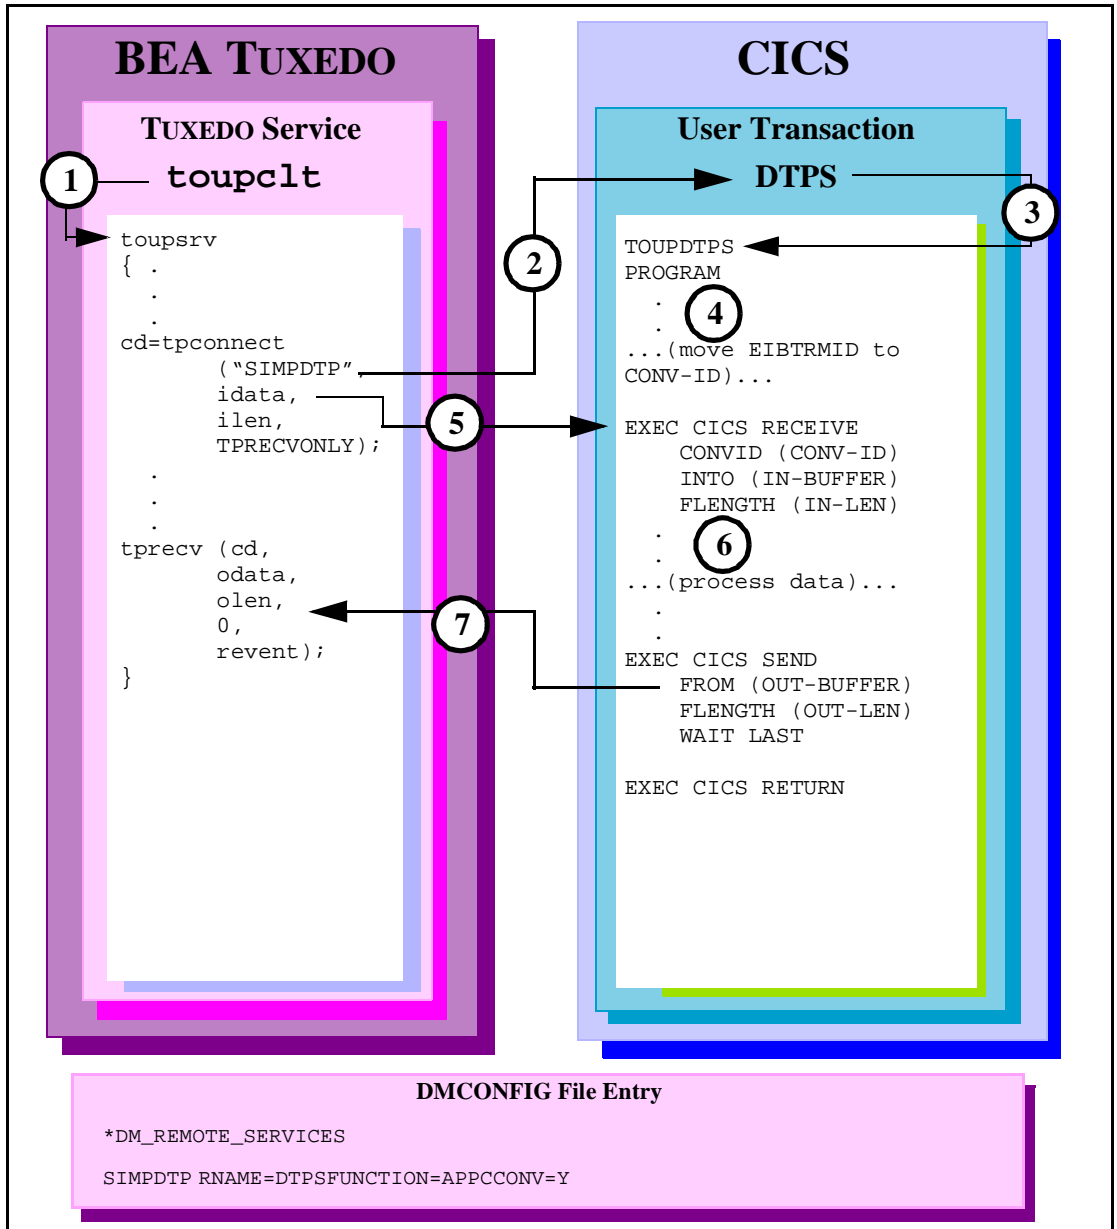 BEA TUXEDO
TUXEDO Service
toupclt
1
toupsrv
{ .
.
.
cd=tpconnect
("SIMPDTP",
idata,
ilen,
TPRECVONLY);
.
.
.
tprecv (cd,
odata,
olen,
0,
revent);
}
2
5
7
CICS
User Transaction
DTPS
3
TOUPDTPS
PROGRAM
.
.
4
...(move EIBTRMID to
CONV-ID)...
EXEC CICS RECEIVE
CONVID (CONV-ID)
INTO (IN-BUFFER)
FLENGTH (IN-LEN)
.
.
6
...(process data)...
.
.
EXEC CICS SEND
FROM (OUT-BUFFER)
FLENGTH (OUT-LEN)
WAIT LAST
EXEC CICS RETURN
DMCONFIG File Entry
*DM_REMOTE_SERVICES
SIMPDTP RNAME=DTPSFUNCTION=APPCCONV=Y